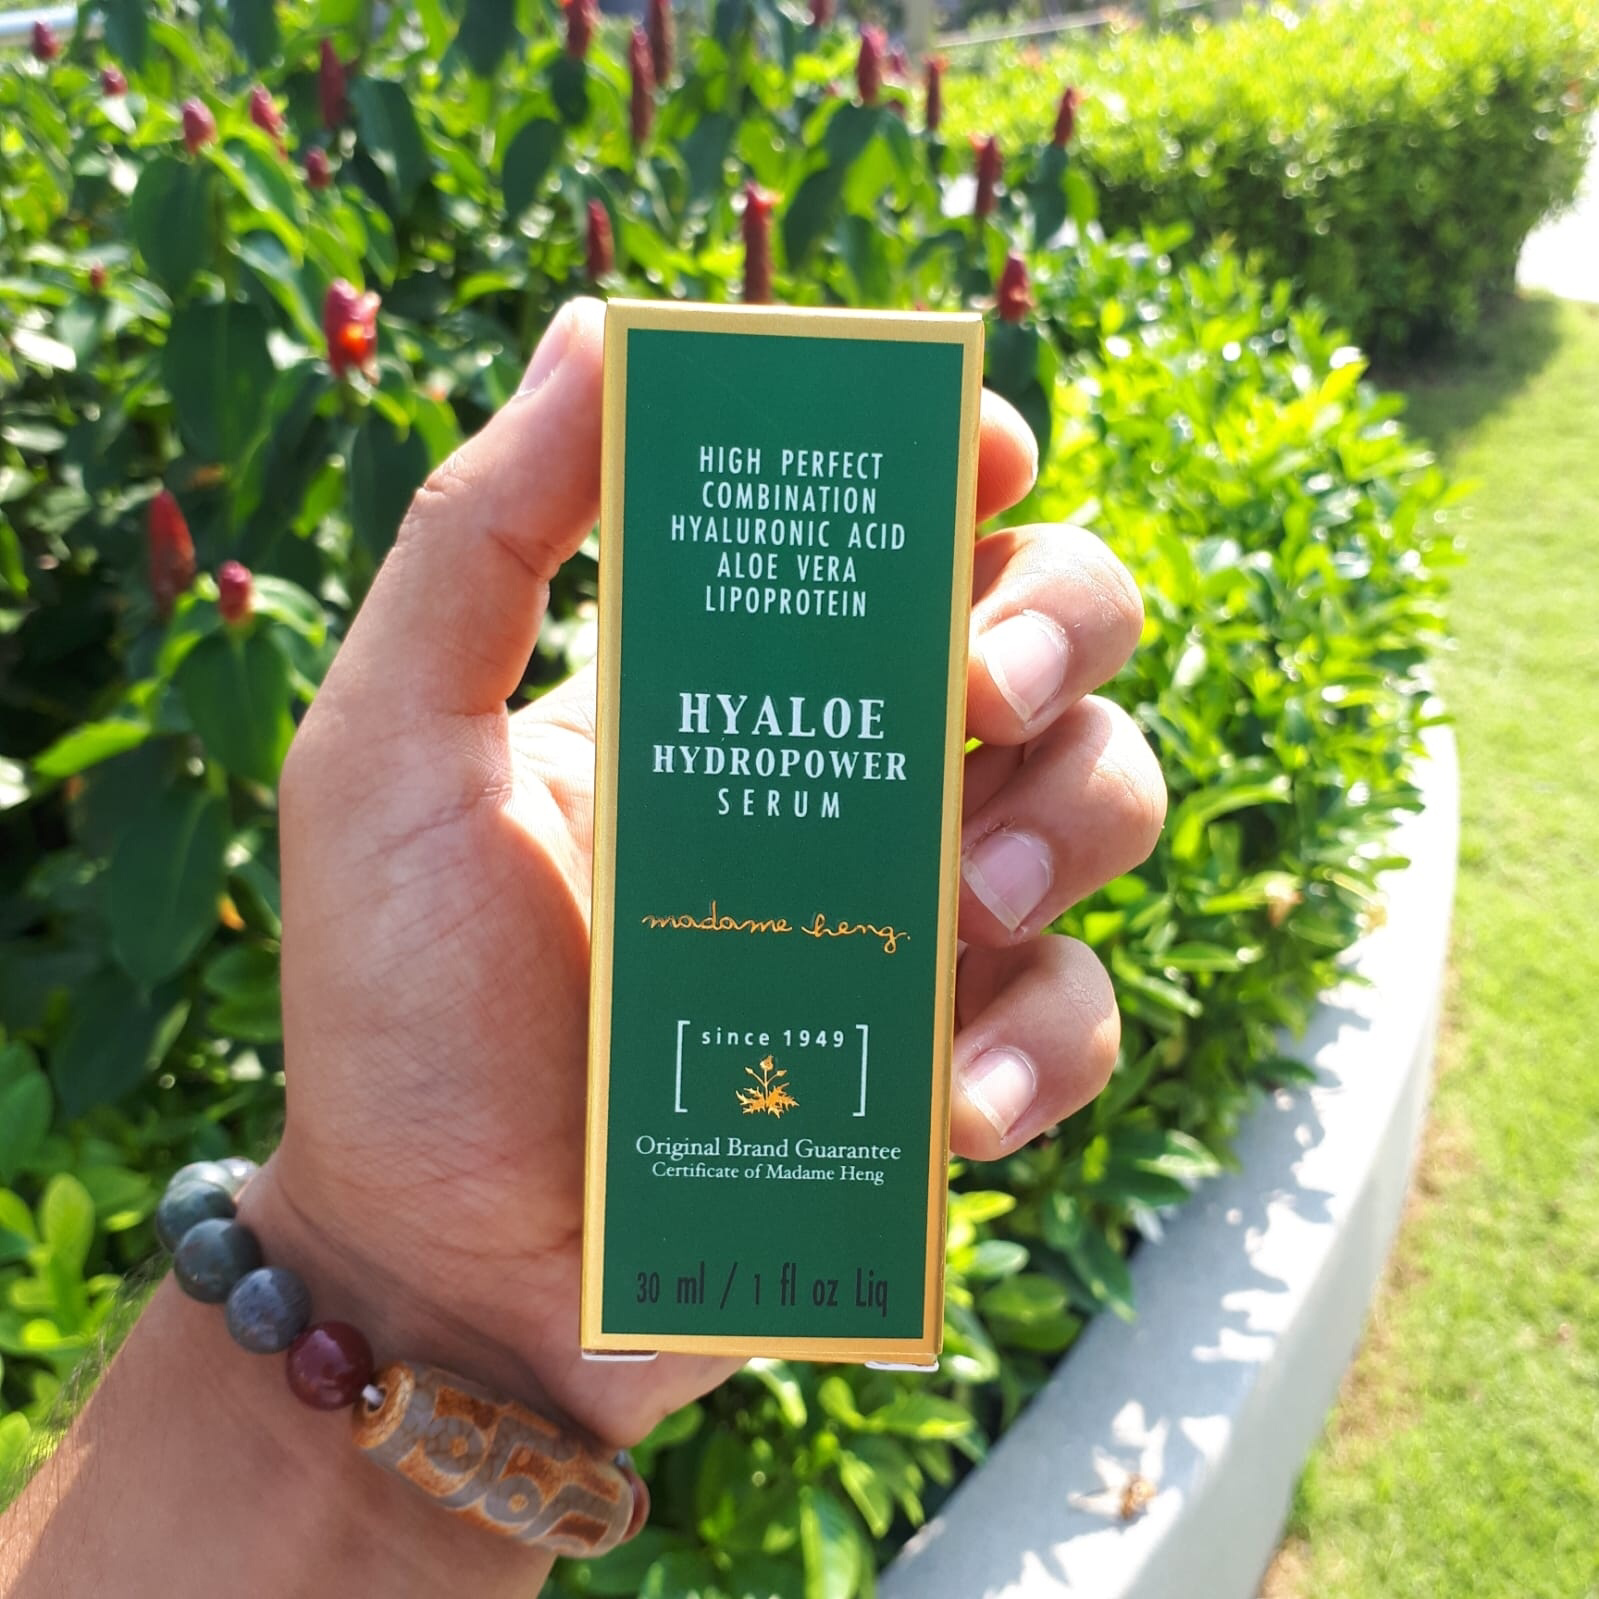 HIGH PERFECT
COMBINATION
HYALURONIC ACID
ALOE VERA
LIPOPROTEIN
HYALOE
HYDROPOWER
SERUM
madame heng.
since 1949
Original Brand Guarantee
Certificate of Madame Heng
30 ml / 1 fl oz Liq